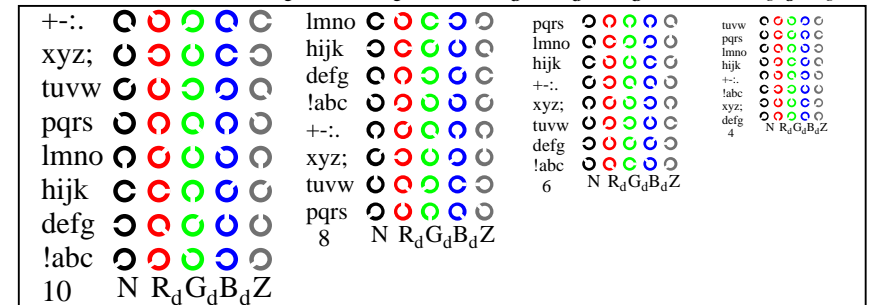 +-:.
xyz;
tuvw
pqrs
lmno
hijk
defg
!abc
10 N RdGdBdZ
lmno
hijk
defg
!abc
+-:.
xyz;
tuvw
pqrs
8 N RdGdBdZ
pqrs
lmno
hijk
+-:.
xyz;
tuvw
defg
!abc
6 N RdGdBdZ
tuvw
pqrs
lmno
hijk
+-:.
!abc
xyz;
defg
4 N RdGdBdZ